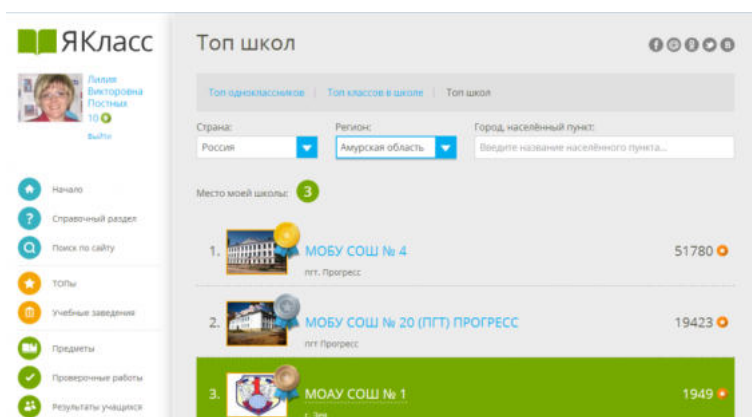 ЯКласс
Лилия
Викторовна
Постных
10
Выйти
Начало
Справочный раздел
Поиск по сайту
ТОПы
Учебные заведения
Предметы
Проверочные работы
Результаты учащихся
Топ школ
Топ одноклассников | Топ классов в школе | Топ школ
Страна: Регион: Город, населённый пункт:
Россия Амурская область Введите название населённого пункта...
Место моей школы: 3
1. МОБУ СОШ № 4 51780
пгт. Прогресс
2. МОБУ СОШ № 20 (ПГТ) ПРОГРЕСС 19423
пгт Прогресс
3. МОАУ СОШ № 1 1949
г. Зея